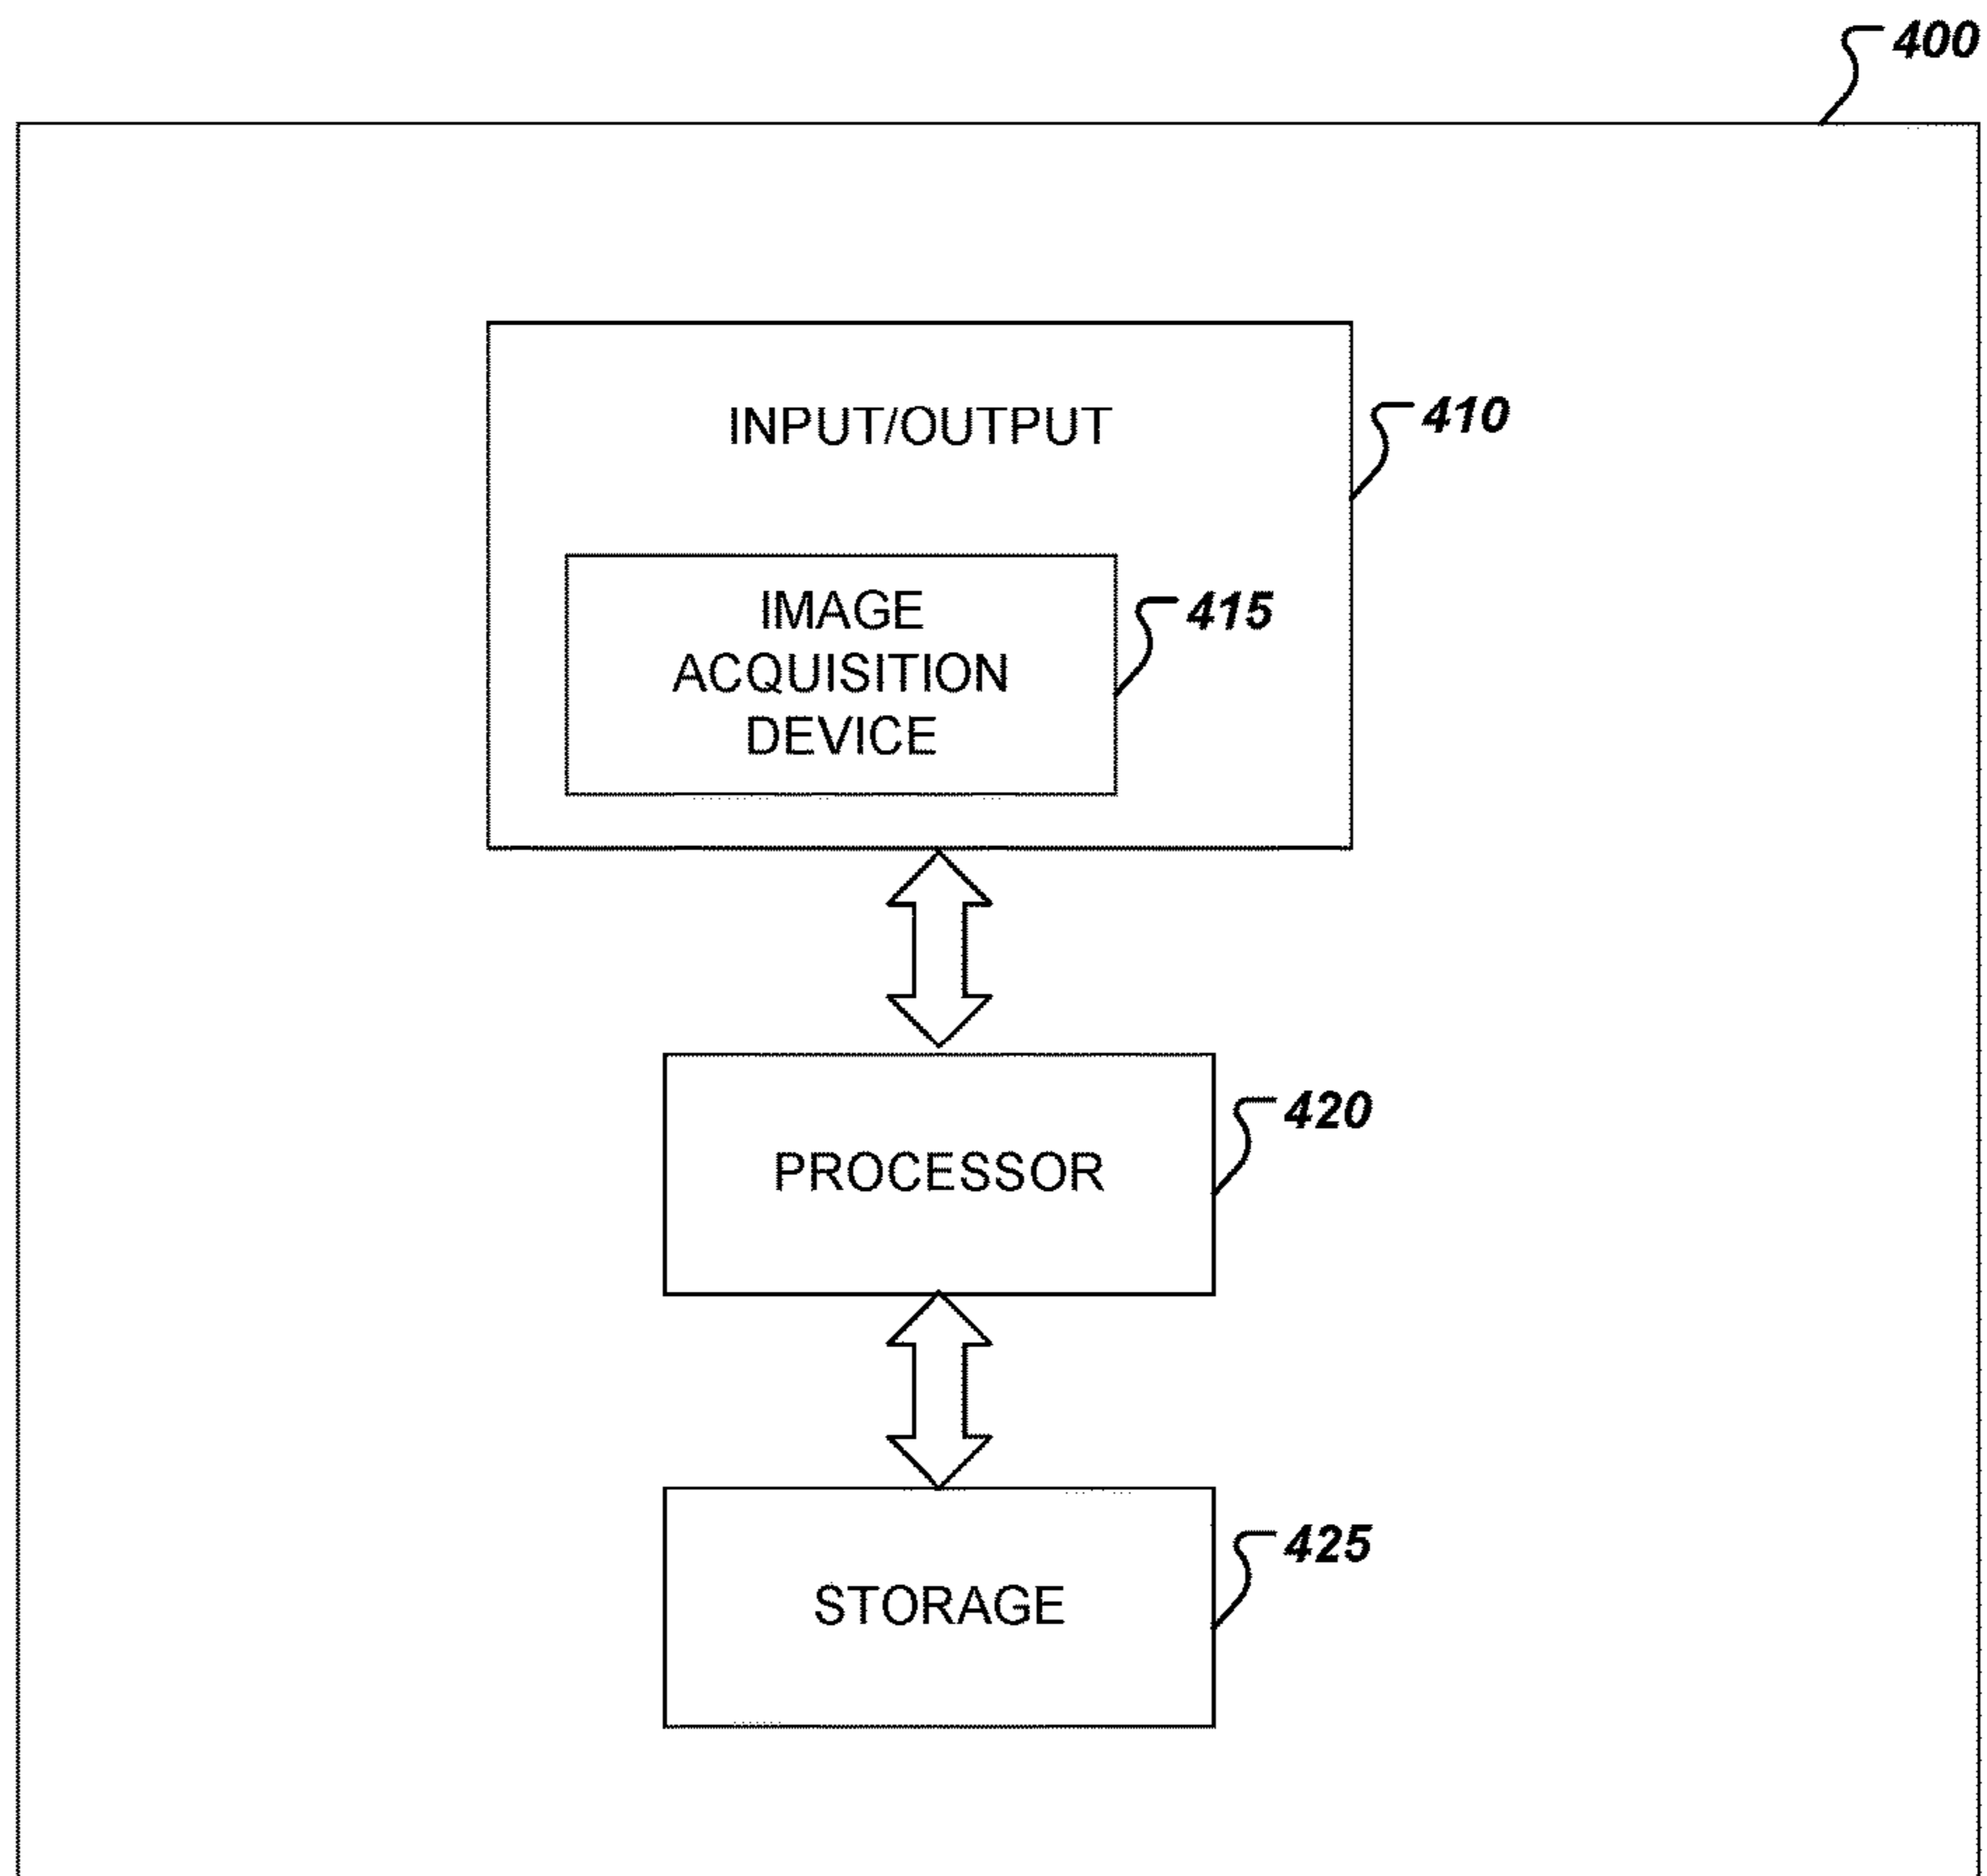 400
INPUT/OUTPUT
410
IMAGE
ACQUISITION
DEVICE
415
PROCESSOR
420
STORAGE
425